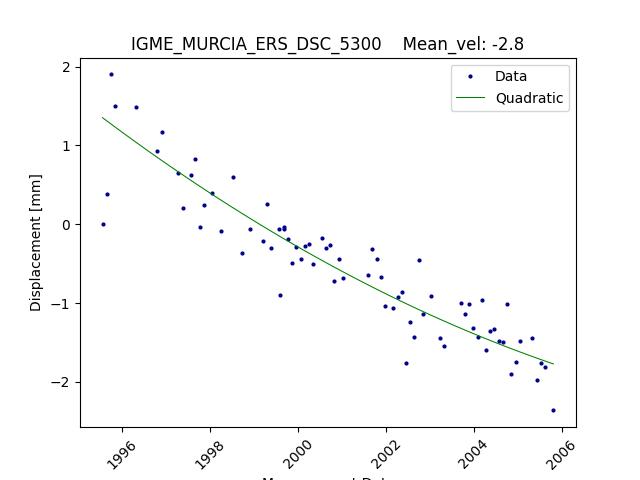 IGME_MURCIA_ERS_DSC_5300    Mean_vel: -2.8
Data
Quadratic
Displacement [mm]
2
1
0
−1
−2
1996
1998
2000
2002
2004
2006